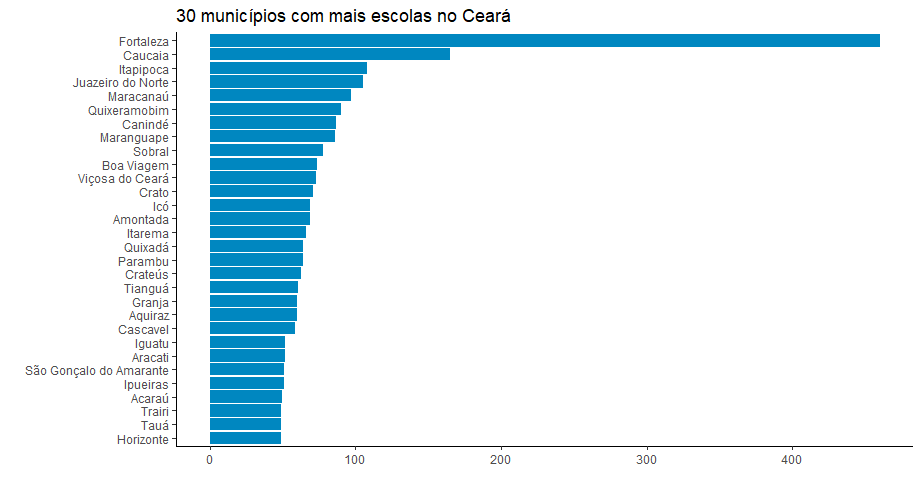 30 municípios com mais escolas no Ceará
Fortaleza
Caucaia
Itapipoca
Juazeiro do Norte
Maracanaú
Quixeramobim
Canindé
Maranguape
Sobral
Boa Viagem
Viçosa do Ceará
Crato
Icó
Amontada
Itarema
Quixadá
Parambu
Crateús
Tianguá
Granja
Aquiraz
Cascavel
Iguatu
Aracati
São Gonçalo do Amarante
Ipueiras
Acaraú
Trairi
Tauá
Horizonte
0 100 200 300 400